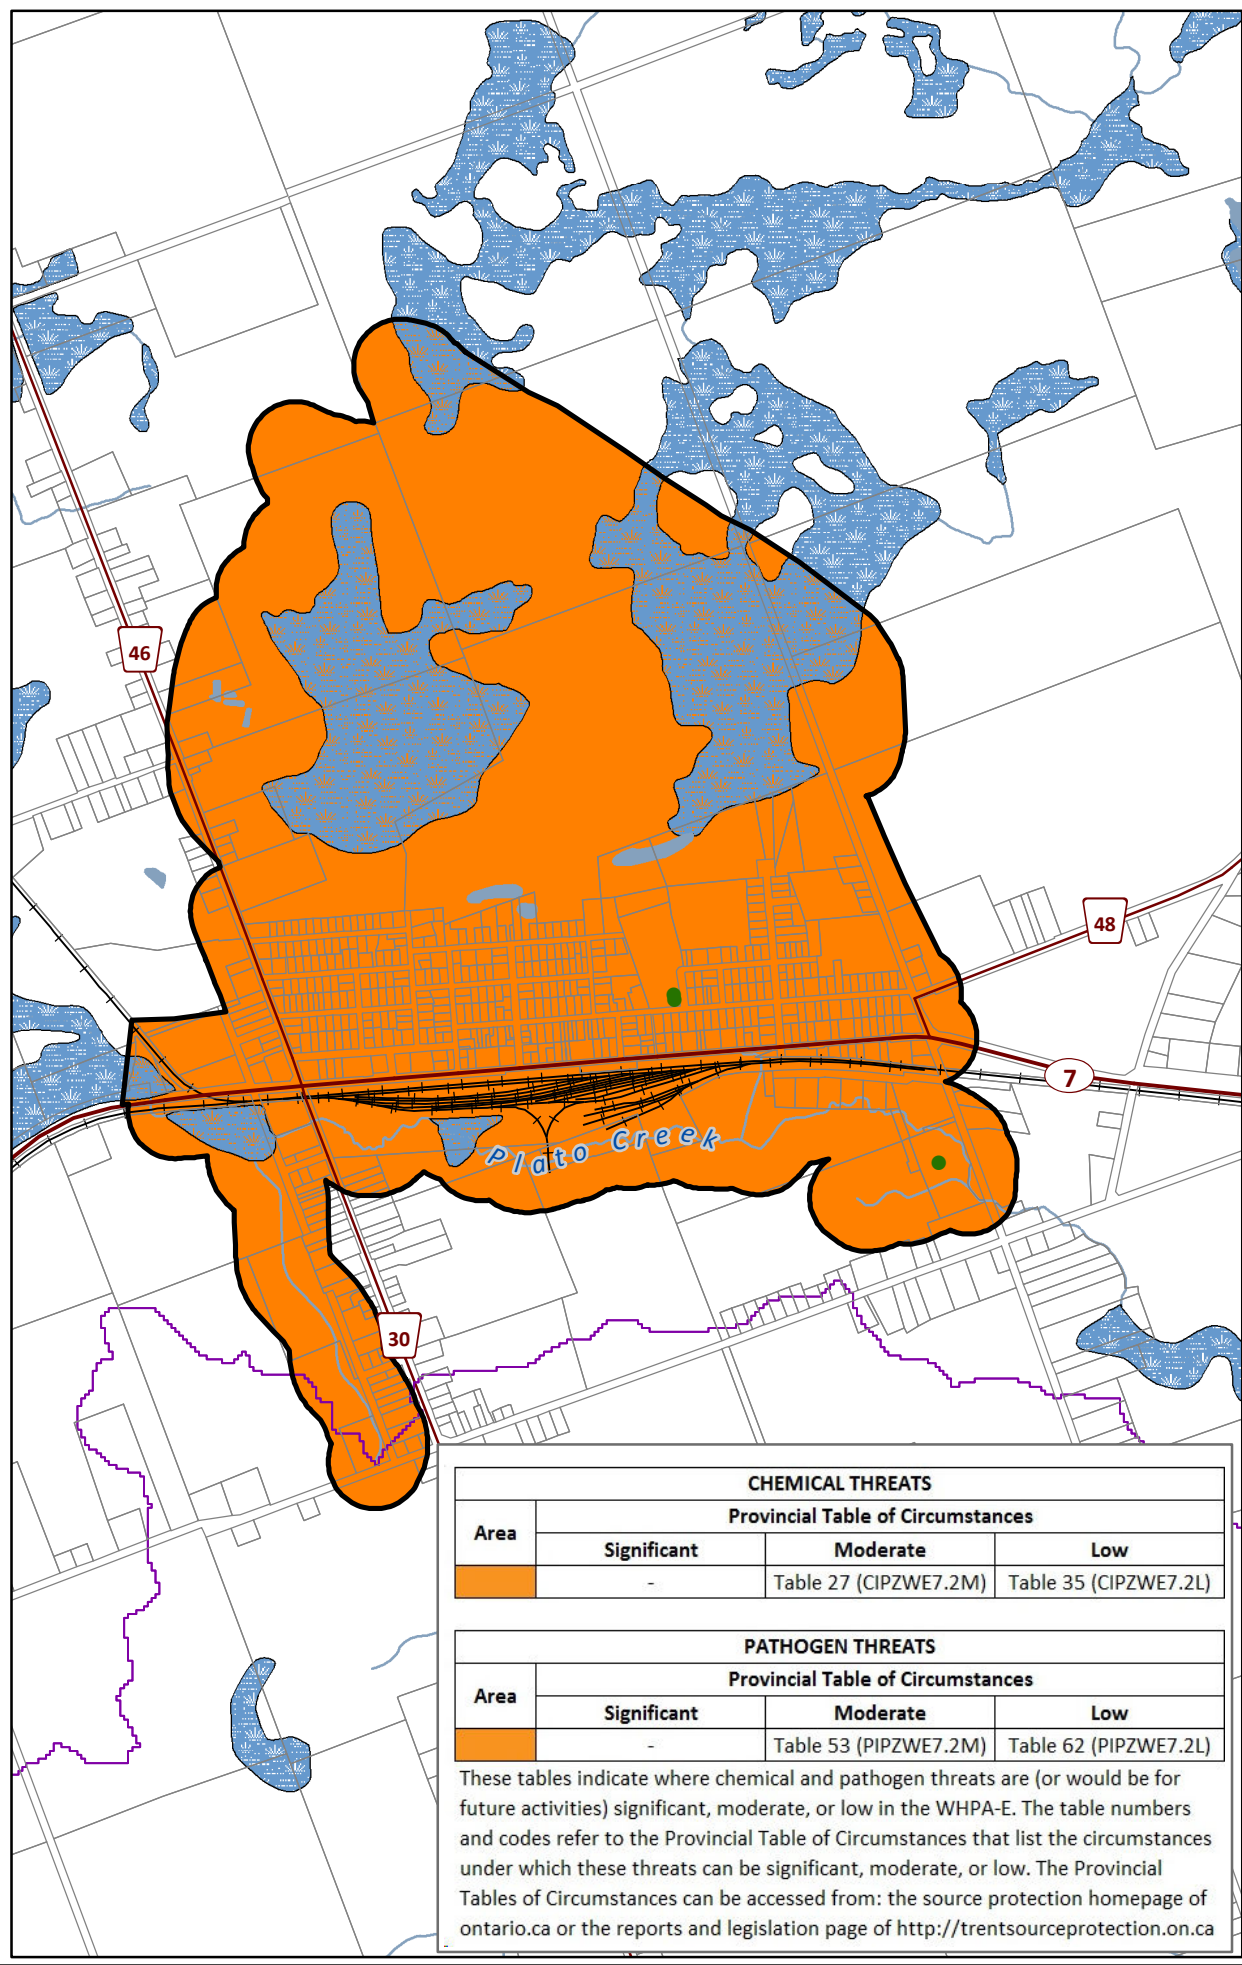 46
48
7
Plato Creek
30
CHEMICAL THREATS
Area
Provincial Table of Circumstances
Significant Moderate Low
- Table 27 (CIPZWE7.2M) Table 35 (CIPZWE7.2L)
PATHOGEN THREATS
Area
Provincial Table of Circumstances
Significant Moderate Low
- Table 53 (PIPZWE7.2M) Table 62 (PIPZWE7.2L)
These tables indicate where chemical and pathogen threats are (or would be for
future activities) significant, moderate, or low in the WHPA-E. The table numbers
and codes refer to the Provincial Table of Circumstances that list the circumstances
under which these threats can be significant, moderate, or low. The Provincial
Tables of Circumstances can be accessed from: the source protection homepage of
ontario.ca or the reports and legislation page of http://trentsourceprotection.on.ca